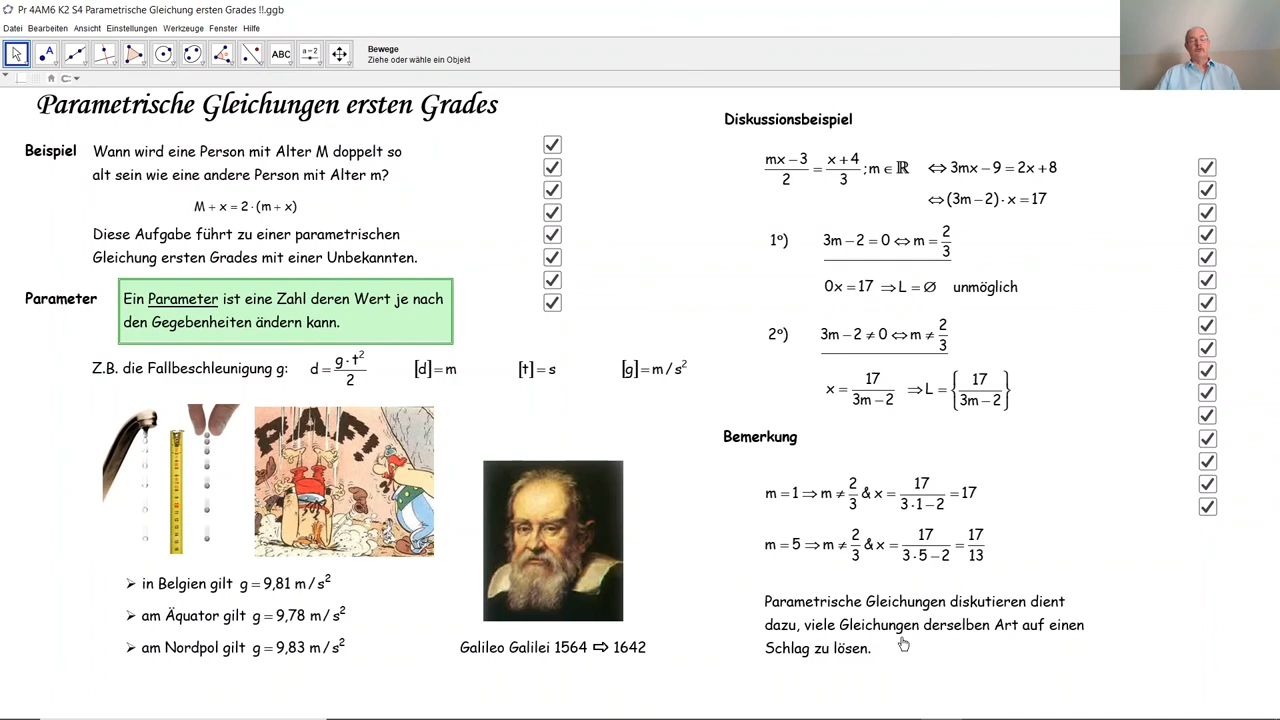 Pr 4AM6 K2 S4 Parametrische Gleichung ersten Grades !!.ggb
Datei Bearbeiten Ansicht Einstellungen Werkzeuge Fenster Hilfe
A ABC a=2
Bewege
Ziehe oder wähle ein Objekt
Parametrische Gleichungen ersten Grades
Beispiel Wann wird eine Person mit Alter M doppelt so
alt sein wie eine andere Person mit Alter m?
M + x = 2 · (m + x)
Diese Aufgabe führt zu einer parametrischen
Gleichung ersten Grades mit einer Unbekannten.
Parameter Ein Parameter ist eine Zahl deren Wert je nach
den Gegebenheiten ändern kann.
Z.B. die Fallbeschleunigung g: d = g · t² / 2 [d] = m [t] = s [g] = m / s²
PAF!
in Belgien gilt g = 9,81 m / s²
am Äquator gilt g = 9,78 m / s²
am Nordpol gilt g = 9,83 m / s²
Galileo Galilei 1564 ⇨ 1642
Diskussionsbeispiel
(mx − 3)/2 = (x + 4)/3 ; m ∈ ℝ ⇔ 3mx − 9 = 2x + 8
⇔ (3m − 2) · x = 17
1°) 3m − 2 = 0 ⇔ m = 2/3
0x = 17 ⇒ L = ∅ unmöglich
2°) 3m − 2 ≠ 0 ⇔ m ≠ 2/3
x = 17/(3m − 2) ⇒ L = {17/(3m − 2)}
Bemerkung
m = 1 ⇒ m ≠ 2/3 & x = 17/(3 · 1 − 2) = 17
m = 5 ⇒ m ≠ 2/3 & x = 17/(3 · 5 − 2) = 17/13
Parametrische Gleichungen diskutieren dient
dazu, viele Gleichungen derselben Art auf einen
Schlag zu lösen.